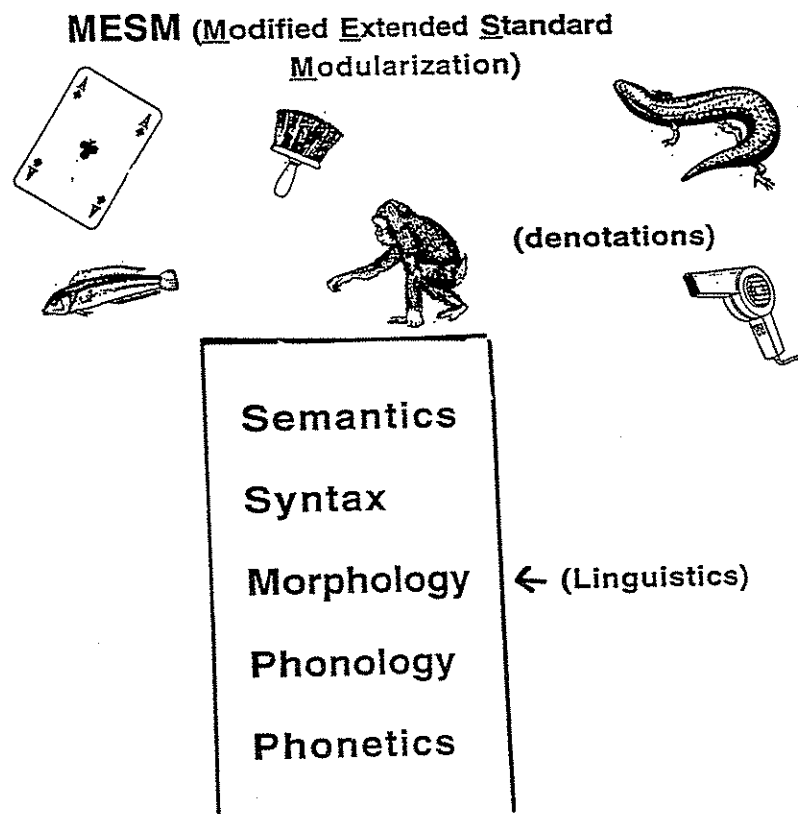 MESM (Modified Extended Standard
Modularization)
A
A
A
A
(denotations)
Semantics
Syntax
Morphology ← (Linguistics)
Phonology
Phonetics